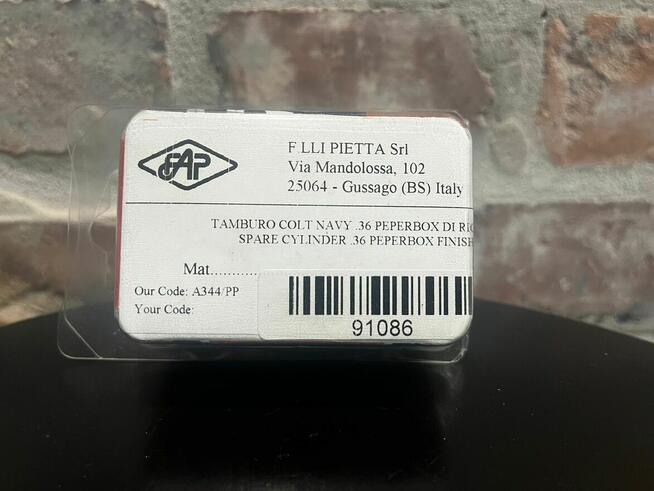 FAP
F LLI PIETTA Srl
Via Mandolossa, 102
25064 - Gussago (BS) Italy
TAMBURO COLT NAVY .36 PEPERBOX DI
SPARE CYLINDER .36 PEPERBOX FINISH
Mat............
Our Code: A344/PP
Your Code:
91086